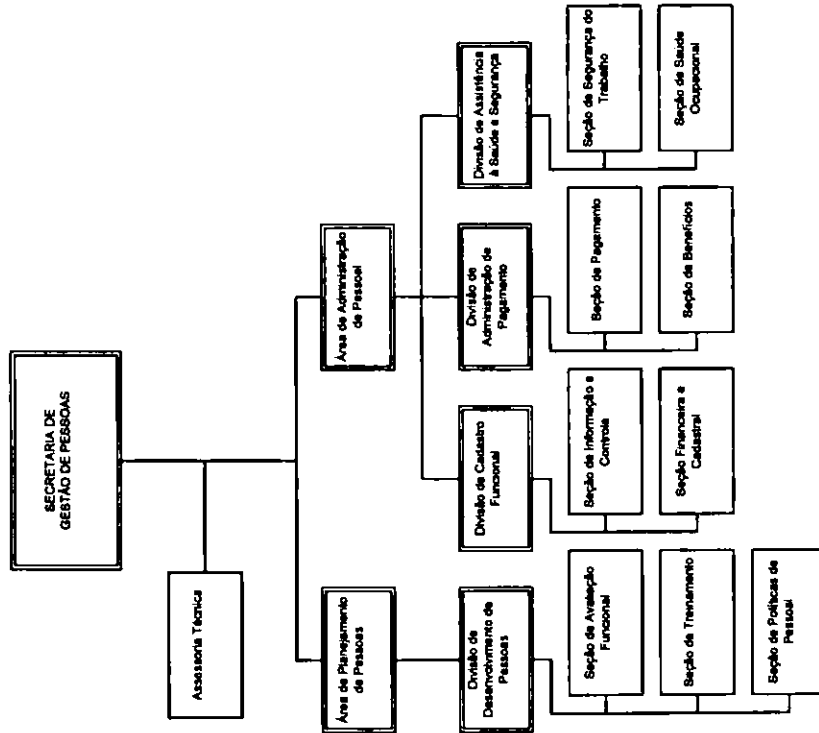 SECRETARIA DE
GESTÃO DE PESSOAS
Assessoria Técnica
Área de Planejamento
de Pessoas
Área de Administração
de Pessoal
Divisão de
Desenvolvimento de
Pessoas
Divisão de Cadastro
Funcional
Divisão de
Administração de
Pagamento
Divisão de Assistência
à Saúde e Segurança
Seção de Avaliação
Funcional
Seção de Treinamento
Seção de Políticas de
Pessoal
Seção de Informação e
Controle
Seção Financeira e
Cadastral
Seção de Pagamento
Seção de Benefícios
Seção de Segurança do
Trabalho
Seção de Saúde
Ocupacional